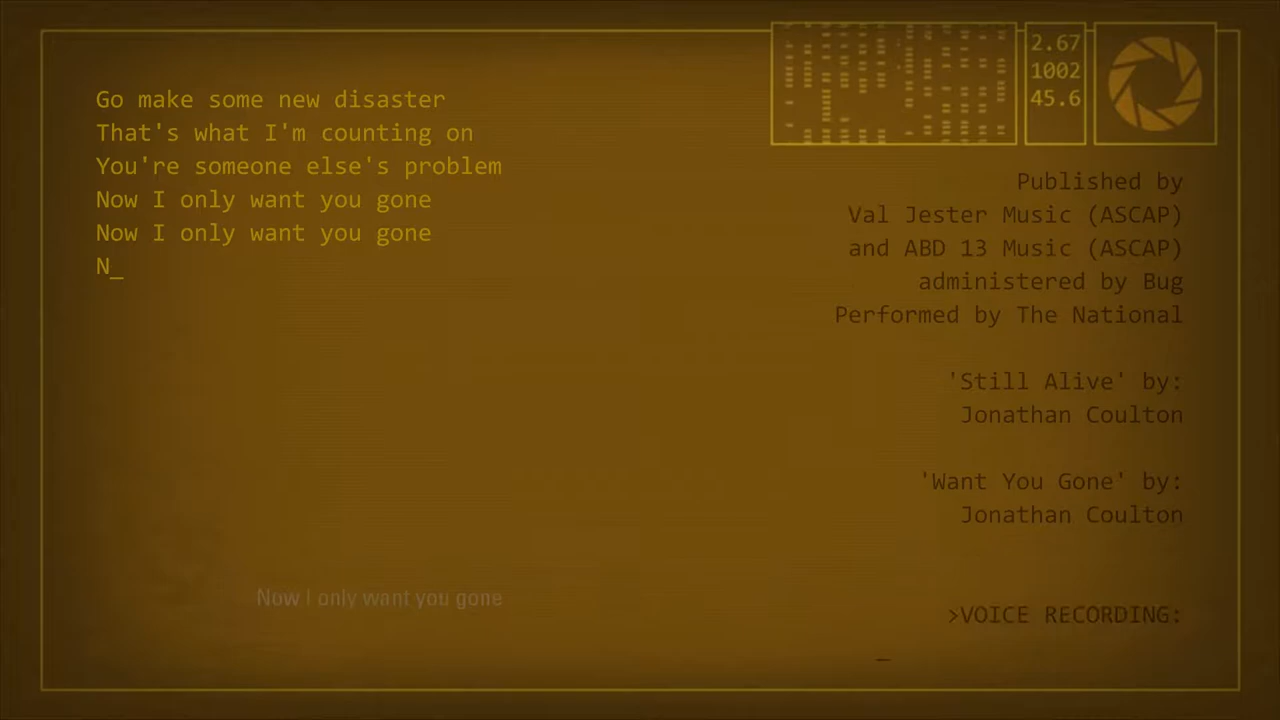 Go make some new disaster
That's what I'm counting on
You're someone else's problem
Now I only want you gone
Now I only want you gone
N_
2.67
1002
45.6
Published by
Val Jester Music (ASCAP)
and ABD 13 Music (ASCAP)
administered by Bug
Performed by The National
'Still Alive' by:
Jonathan Coulton
'Want You Gone' by:
Jonathan Coulton
>VOICE RECORDING:
_
Now I only want you gone